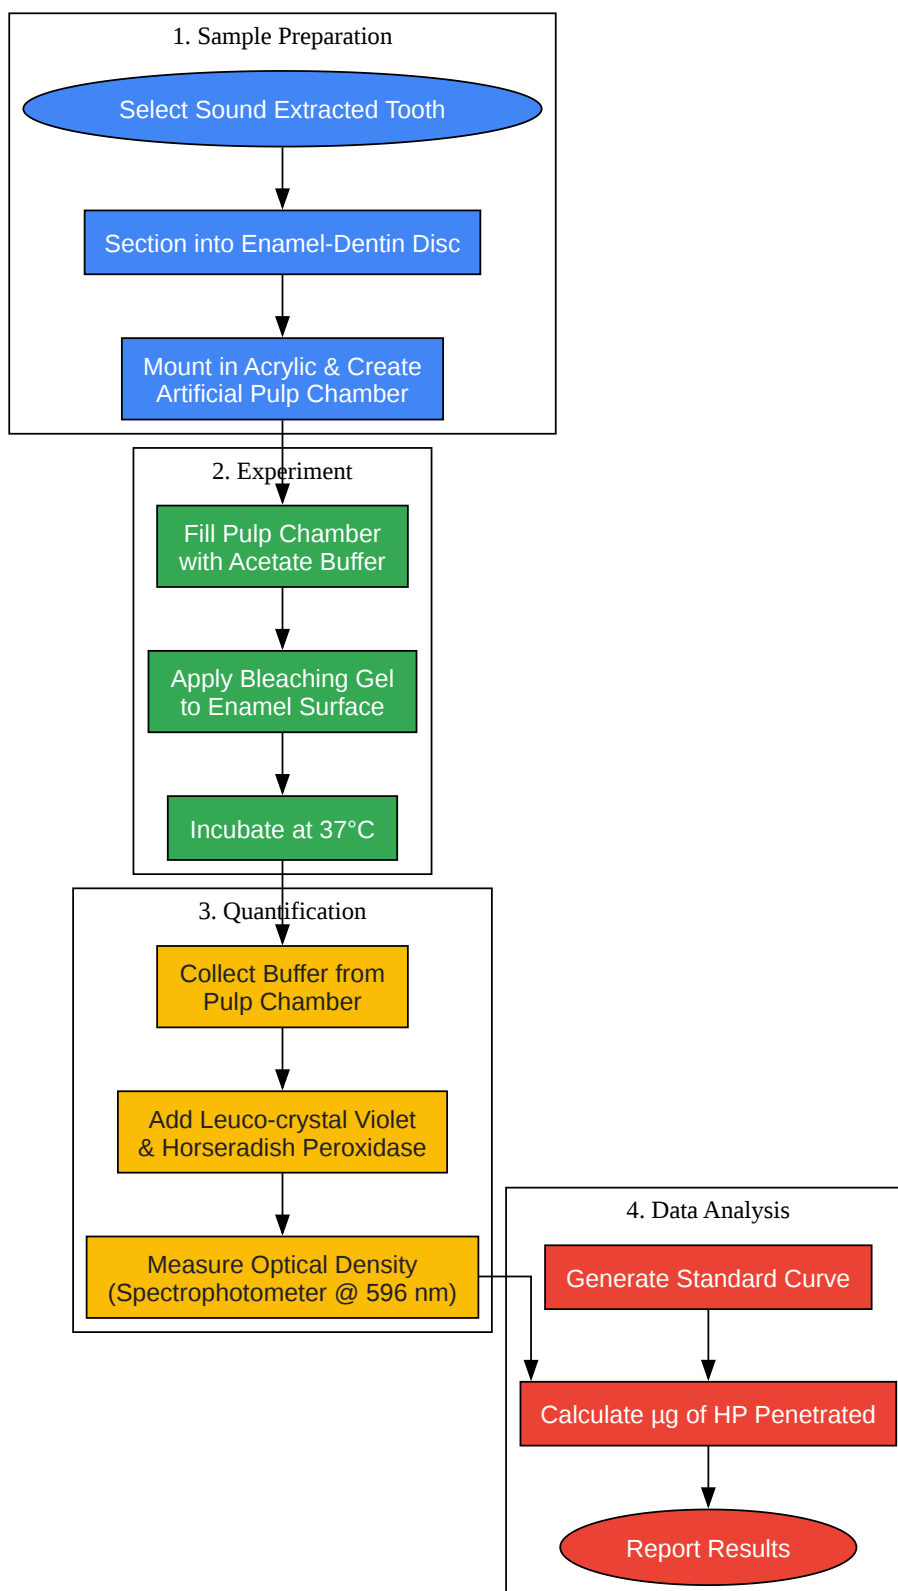 1. Sample Preparation
Select Sound Extracted Tooth
Section into Enamel-Dentin Disc
Mount in Acrylic & Create
Artificial Pulp Chamber
2. Experiment
Fill Pulp Chamber
with Acetate Buffer
Apply Bleaching Gel
to Enamel Surface
Incubate at 37°C
3. Quantification
Collect Buffer from
Pulp Chamber
Add Leuco-crystal Violet
& Horseradish Peroxidase
Measure Optical Density
(Spectrophotometer @ 596 nm)
4. Data Analysis
Generate Standard Curve
Calculate µg of HP Penetrated
Report Results